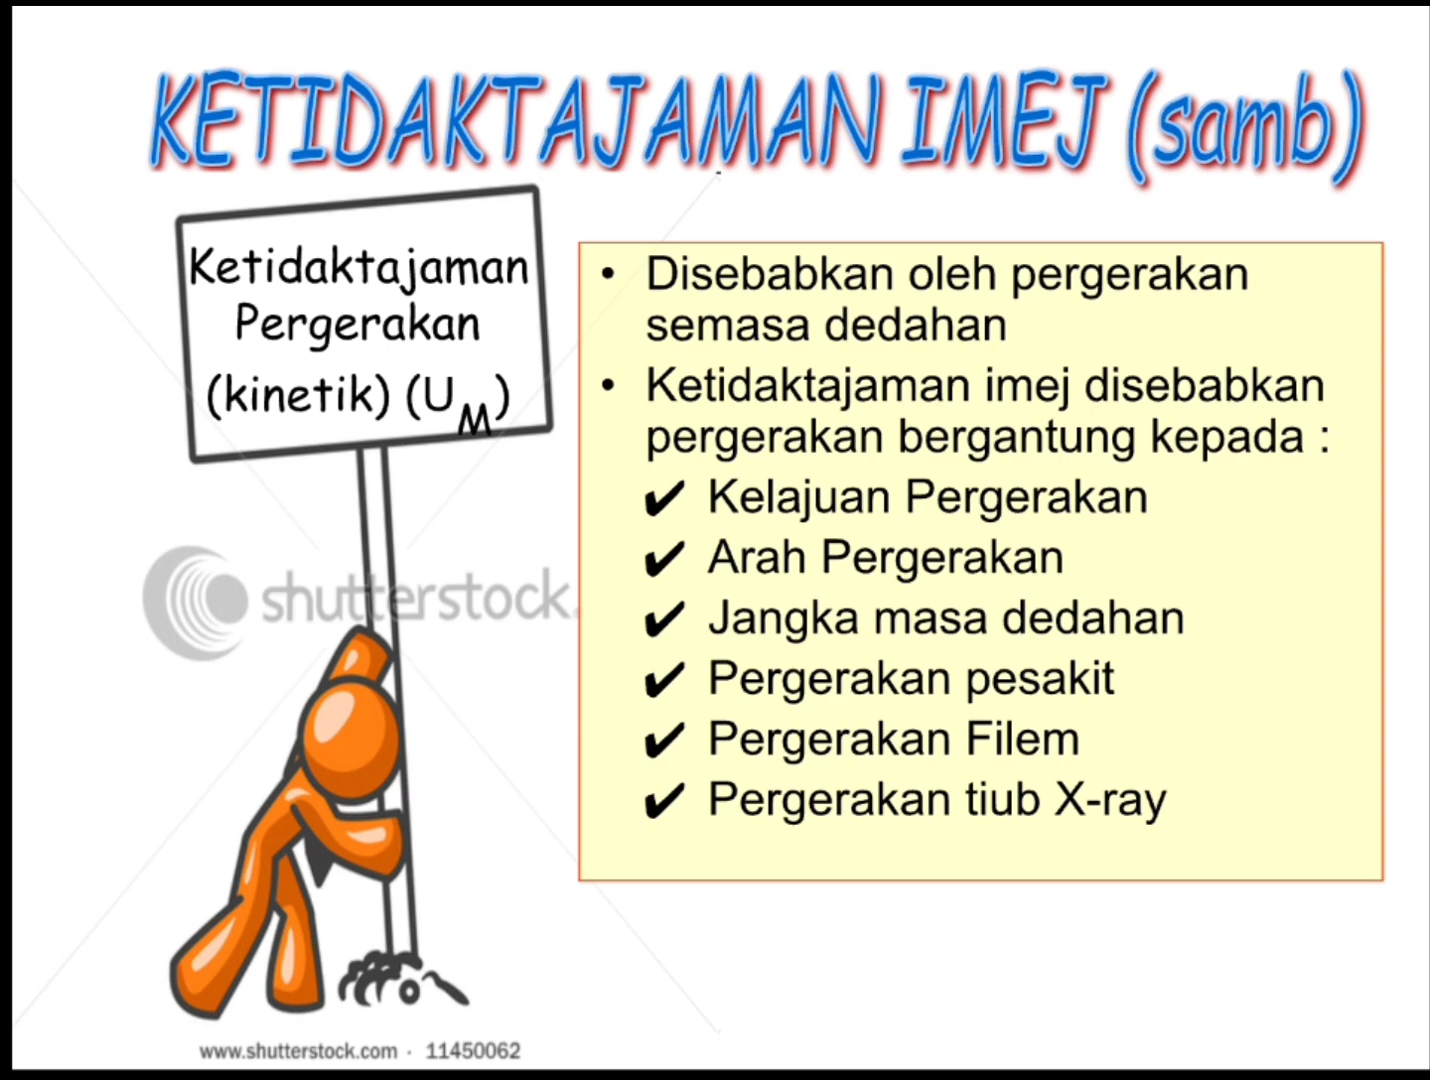 KETIDAKTAJAMAN IMEJ (samb)
Ketidaktajaman
Pergerakan
(kinetik) (U_M)
• Disebabkan oleh pergerakan
semasa dedahan
• Ketidaktajaman imej disebabkan
pergerakan bergantung kepada :
✔ Kelajuan Pergerakan
✔ Arah Pergerakan
✔ Jangka masa dedahan
✔ Pergerakan pesakit
✔ Pergerakan Filem
✔ Pergerakan tiub X-ray
shutterstock.
www.shutterstock.com · 11450062